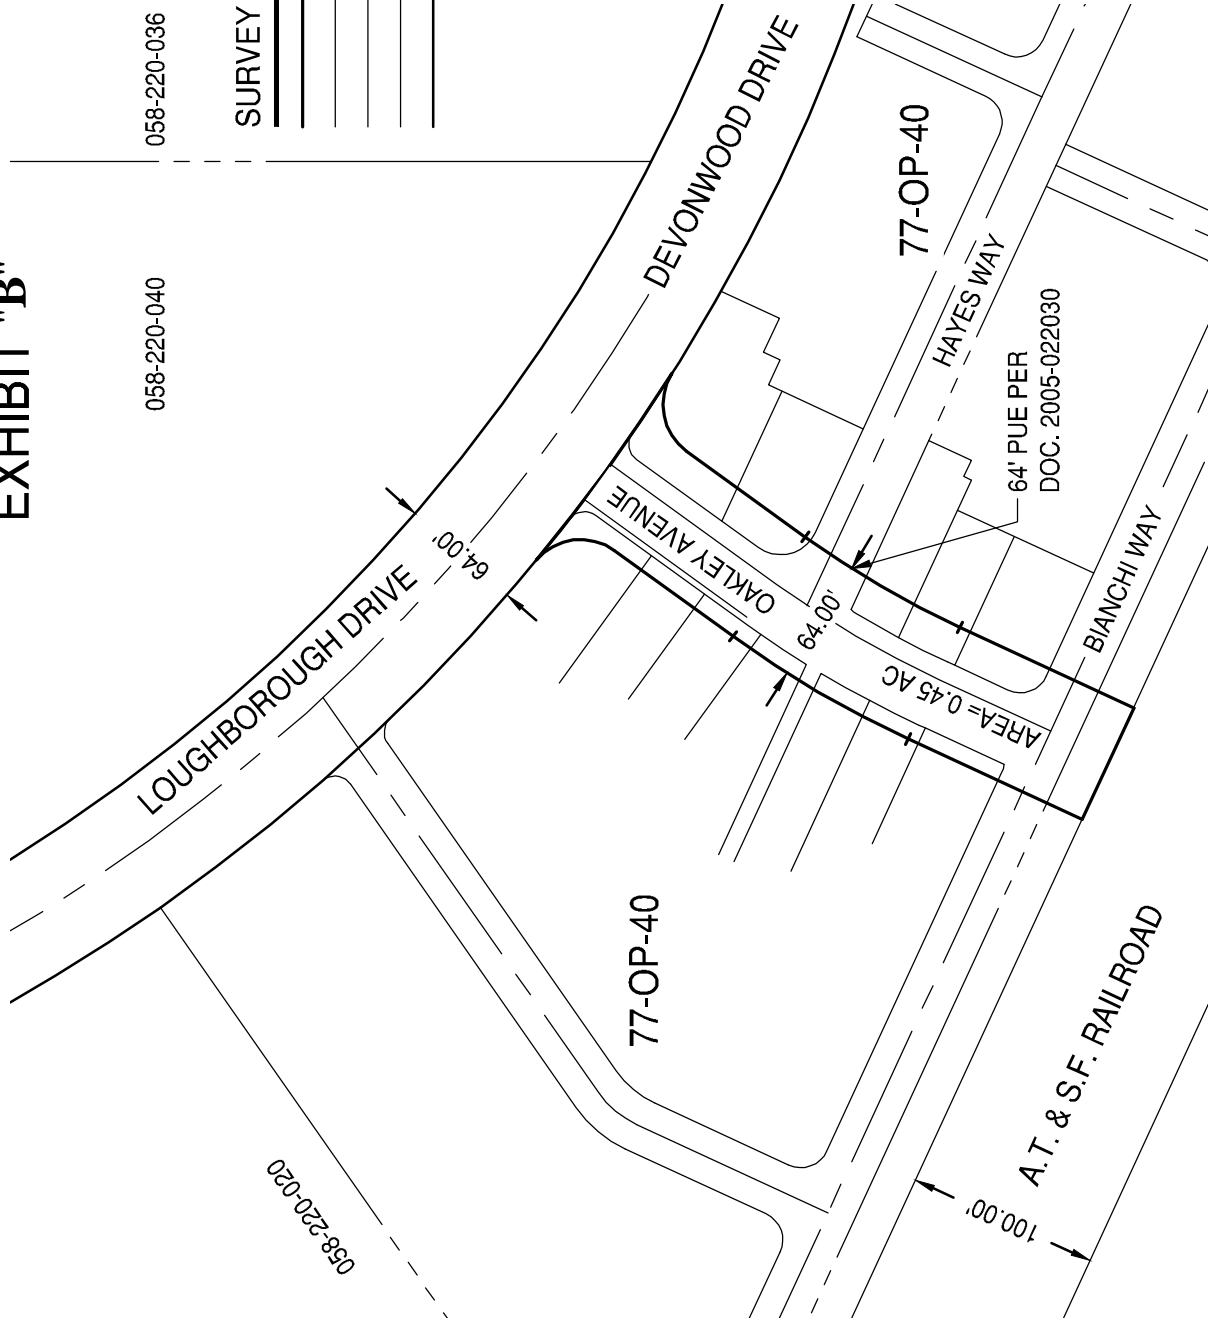 EXHIBIT "B"
SURVEY
058-220-036
058-220-040
DEVONWOOD DRIVE
77-OP-40
HAYES WAY
64' PUE PER
DOC. 2005-022030
LOUGHBOROUGH DRIVE
64.00'
OAKLEY AVENUE
64.00'
AREA= 0.45 AC
BIANCHI WAY
77-OP-40
A.T. & S.F. RAILROAD
100.00'
058-220-020